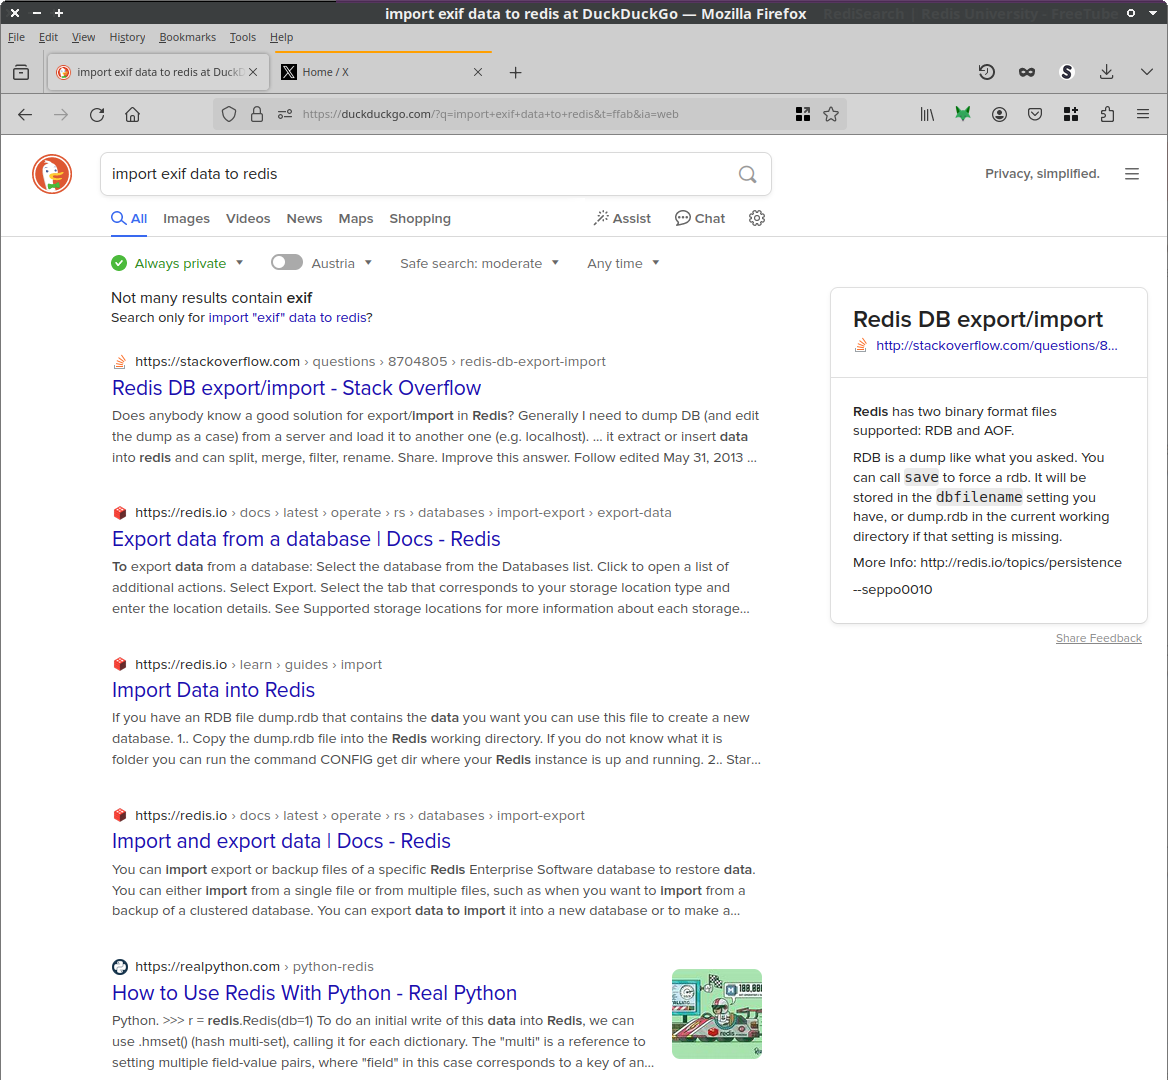 import exif data to redis at DuckDuckGo — Mozilla Firefox
RediSearch | Redis University - FreeTube
File Edit View History Bookmarks Tools Help
import exif data to redis at DuckD
Home / X
https://duckduckgo.com/?q=import+exif+data+to+redis&t=ffab&ia=web
import exif data to redis
Privacy, simplified.
All Images Videos News Maps Shopping Assist Chat
Always private Austria Safe search: moderate Any time
Not many results contain exif
Search only for import "exif" data to redis?
https://stackoverflow.com › questions › 8704805 › redis-db-export-import
Redis DB export/import - Stack Overflow
Does anybody know a good solution for export/import in Redis? Generally I need to dump DB (and edit
the dump as a case) from a server and load it to another one (e.g. localhost). ... it extract or insert data
into redis and can split, merge, filter, rename. Share. Improve this answer. Follow edited May 31, 2013 ...
https://redis.io › docs › latest › operate › rs › databases › import-export › export-data
Export data from a database | Docs - Redis
To export data from a database: Select the database from the Databases list. Click to open a list of
additional actions. Select Export. Select the tab that corresponds to your storage location type and
enter the location details. See Supported storage locations for more information about each storage...
https://redis.io › learn › guides › import
Import Data into Redis
If you have an RDB file dump.rdb that contains the data you want you can use this file to create a new
database. 1.. Copy the dump.rdb file into the Redis working directory. If you do not know what it is
folder you can run the command CONFIG get dir where your Redis instance is up and running. 2.. Star...
https://redis.io › docs › latest › operate › rs › databases › import-export
Import and export data | Docs - Redis
You can import export or backup files of a specific Redis Enterprise Software database to restore data.
You can either import from a single file or from multiple files, such as when you want to import from a
backup of a clustered database. You can export data to import it into a new database or to make a...
https://realpython.com › python-redis
How to Use Redis With Python - Real Python
Python. >>> r = redis.Redis(db=1) To do an initial write of this data into Redis, we can
use .hmset() (hash multi-set), calling it for each dictionary. The "multi" is a reference to
setting multiple field-value pairs, where "field" in this case corresponds to a key of an...
redis
Redis DB export/import
http://stackoverflow.com/questions/8...
Redis has two binary format files
supported: RDB and AOF.
RDB is a dump like what you asked. You
can call save to force a rdb. It will be
stored in the dbfilename setting you
have, or dump.rdb in the current working
directory if that setting is missing.
More Info: http://redis.io/topics/persistence
--seppo0010
Share Feedback